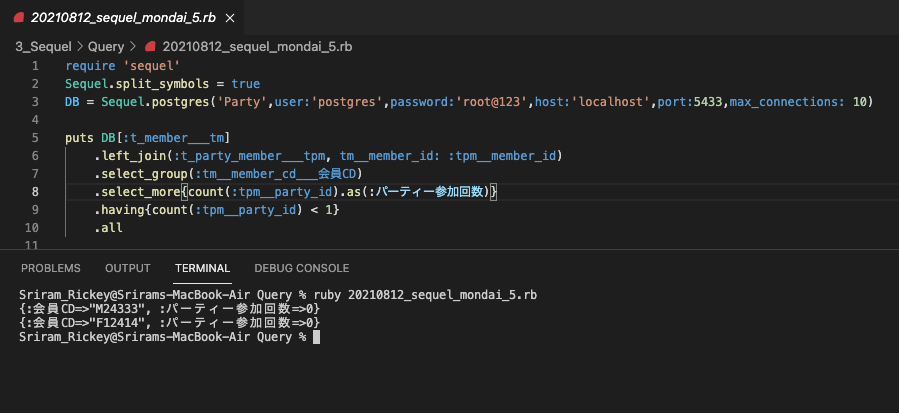 20210812_sequel_mondai_5.rb ×
3_Sequel > Query > 20210812_sequel_mondai_5.rb
1 require 'sequel'
2 Sequel.split_symbols = true
3 DB = Sequel.postgres('Party',user:'postgres',password:'root@123',host:'localhost',port:5433,max_connections: 10)
4
5 puts DB[:t_member___tm]
6 .left_join(:t_party_member___tpm, tm__member_id: :tpm__member_id)
7 .select_group(:tm__member_cd___会員CD)
8 .select_more{count(:tpm__party_id).as(:パーティー参加回数)}
9 .having{count(:tpm__party_id) < 1}
10 .all
11
PROBLEMS OUTPUT TERMINAL DEBUG CONSOLE
Sriram_Rickey@Srirams-MacBook-Air Query % ruby 20210812_sequel_mondai_5.rb
{:会員CD=>"M24333", :パーティー参加回数=>0}
{:会員CD=>"F12414", :パーティー参加回数=>0}
Sriram_Rickey@Srirams-MacBook-Air Query %